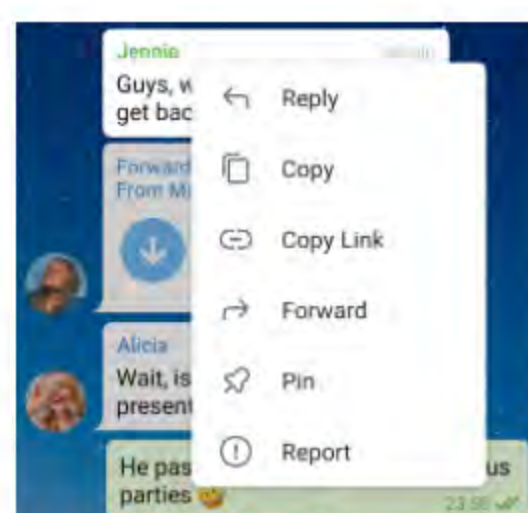 Jennie
Guys, w
get bac
Forward
From M
Alicia
Wait, is
present
He pas
us
parties
23:56
Reply
Copy
Copy Link
Forward
Pin
Report